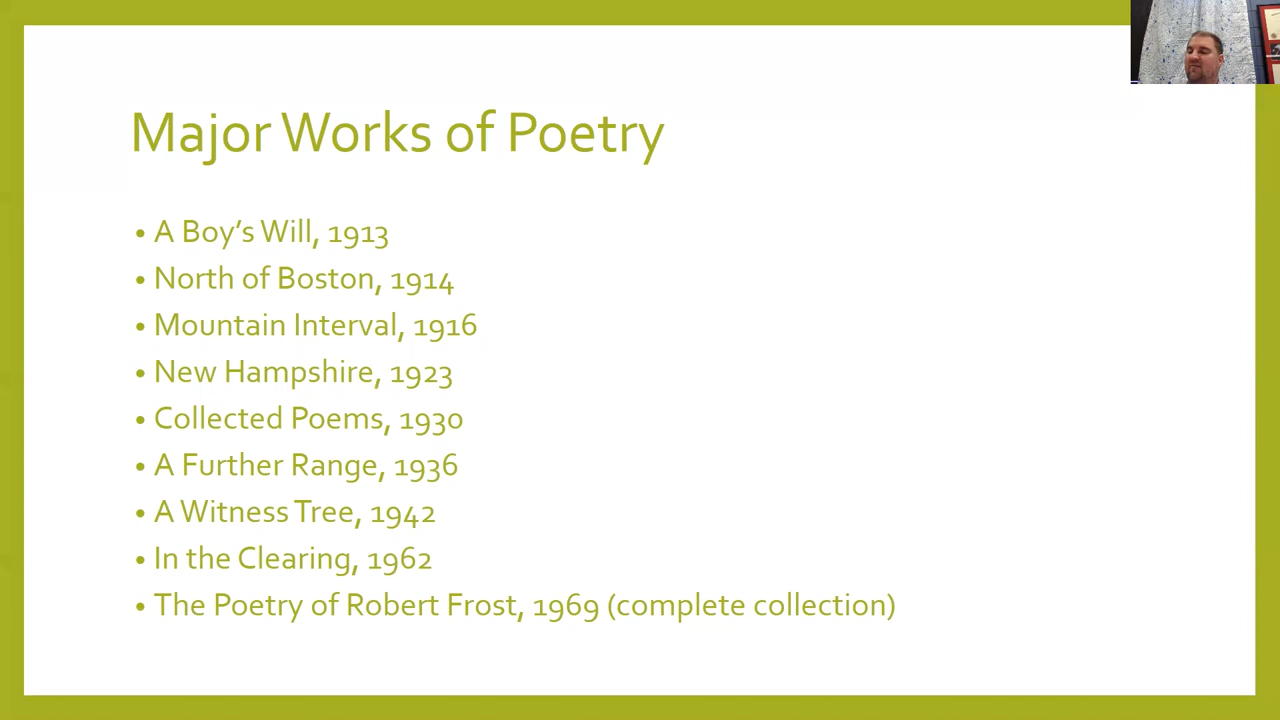 Major Works of Poetry
• A Boy’s Will, 1913
• North of Boston, 1914
• Mountain Interval, 1916
• New Hampshire, 1923
• Collected Poems, 1930
• A Further Range, 1936
• A Witness Tree, 1942
• In the Clearing, 1962
• The Poetry of Robert Frost, 1969 (complete collection)